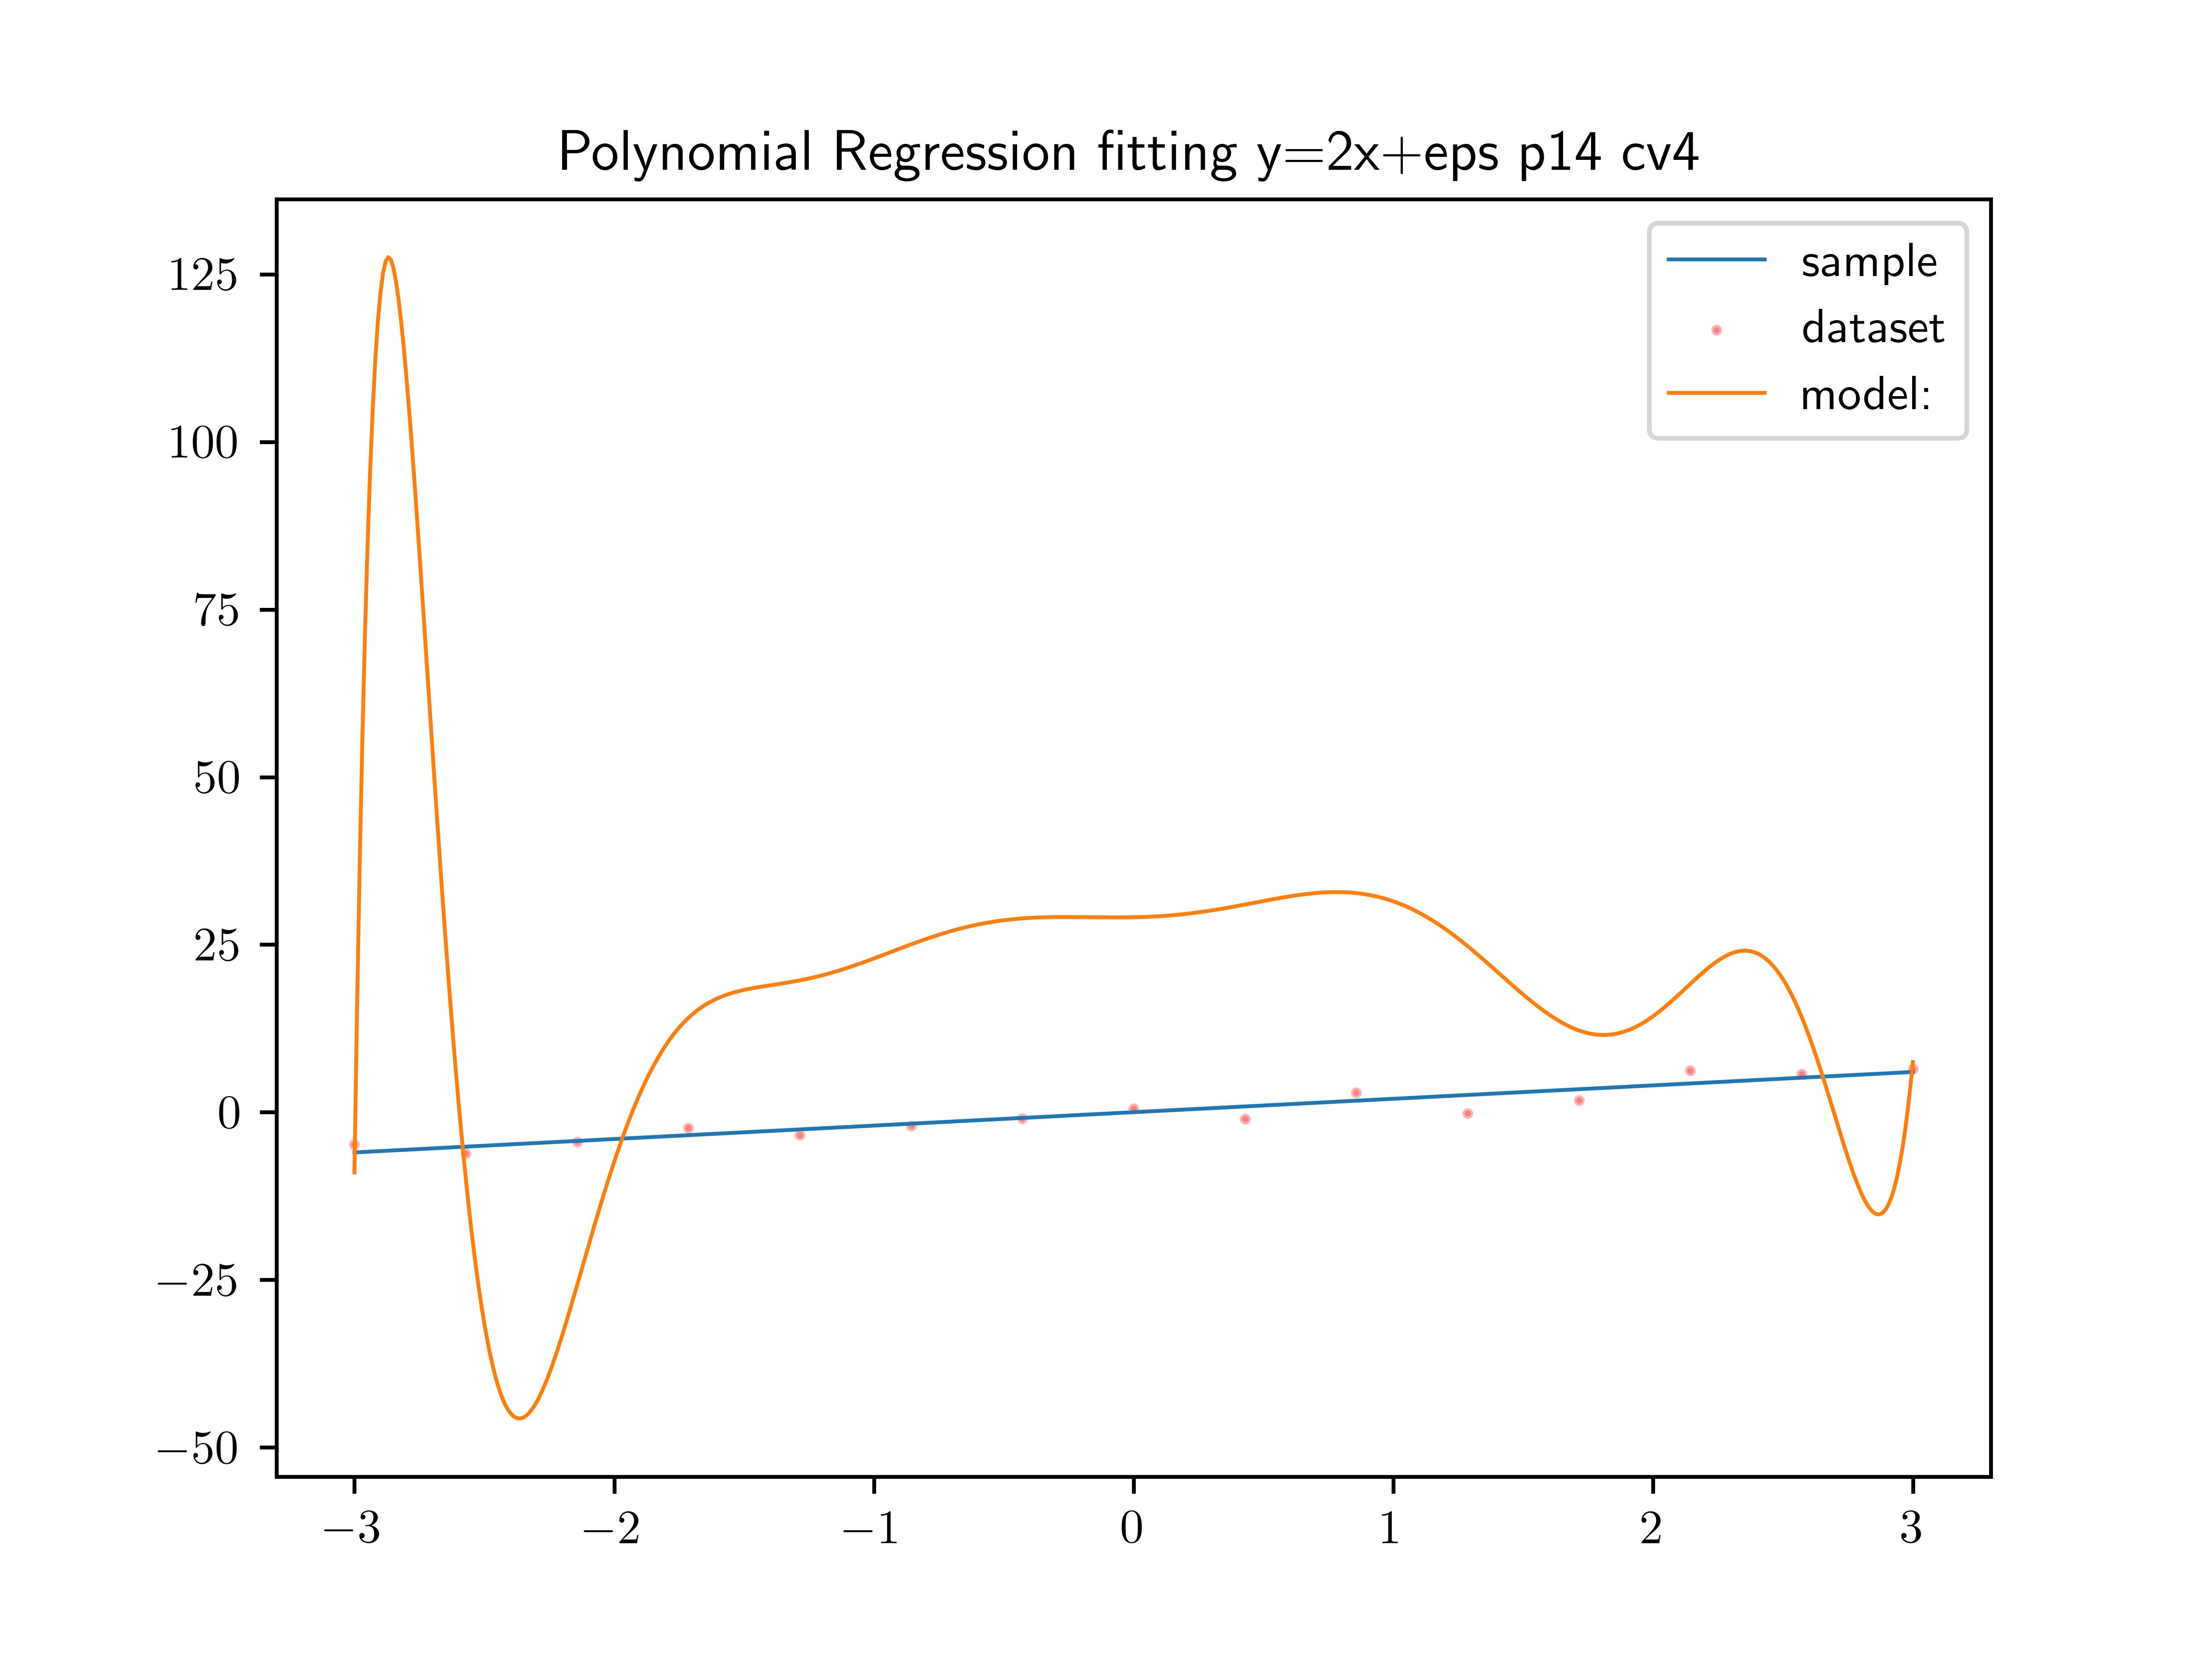 Polynomial Regression fitting y=2x+eps p14 cv4
sample
dataset
model:
125
100
75
50
25
0
−25
−50
−3 −2 −1 0 1 2 3